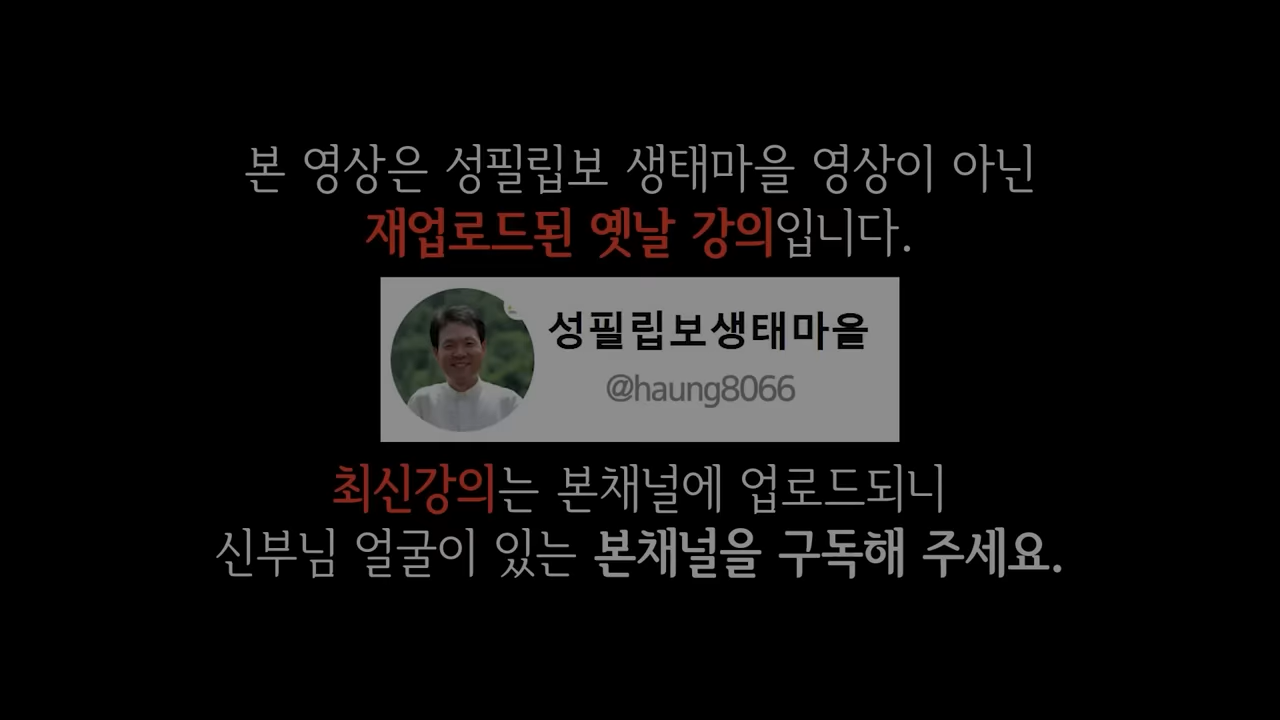 본 영상은 성필립보 생태마을 영상이 아닌
재업로드된 옛날 강의입니다.
성필립보생태마을
@haung8066
최신강의는 본채널에 업로드되니
신부님 얼굴이 있는 본채널을 구독해 주세요.